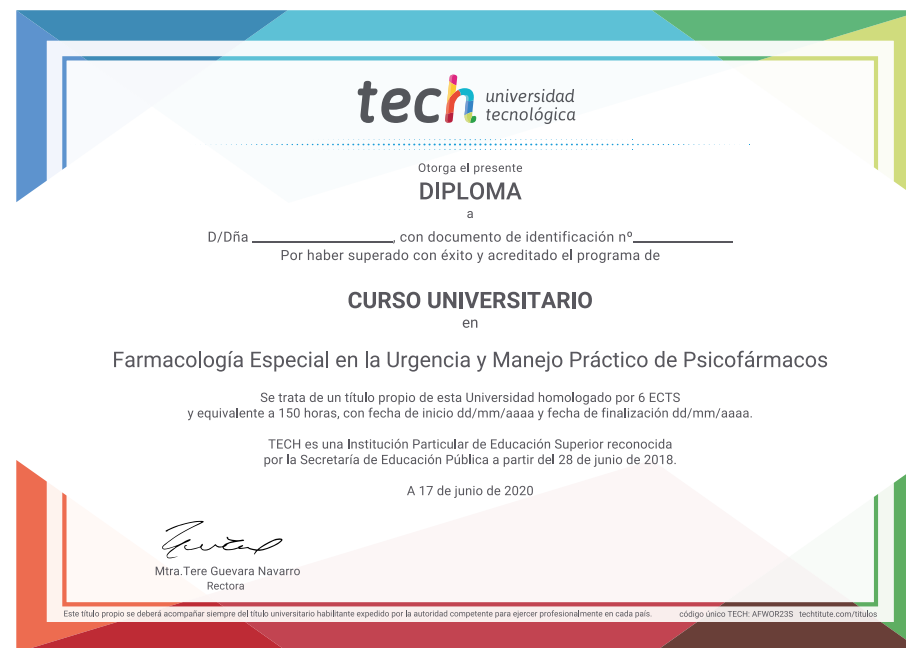 tech universidad
tecnológica
Otorga el presente
DIPLOMA
a
D/Dña ____________________, con documento de identificación nº______________
Por haber superado con éxito y acreditado el programa de
CURSO UNIVERSITARIO
en
Farmacología Especial en la Urgencia y Manejo Práctico de Psicofármacos
Se trata de un título propio de esta Universidad homologado por 6 ECTS
y equivalente a 150 horas, con fecha de inicio dd/mm/aaaa y fecha de finalización dd/mm/aaaa.
TECH es una Institución Particular de Educación Superior reconocida
por la Secretaría de Educación Pública a partir del 28 de junio de 2018.
A 17 de junio de 2020
Mtra.Tere Guevara Navarro
Rectora
Este título propio se deberá acompañar siempre del título universitario habilitante expedido por la autoridad competente para ejercer profesionalmente en cada país. código único TECH: AFWOR23S techtitute.com/titulos